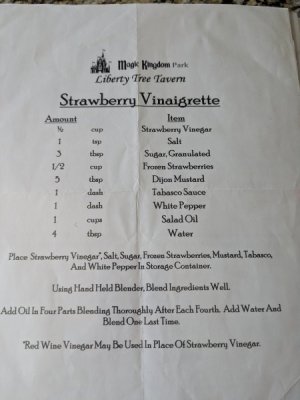 Magic Kingdom Park
Liberty Tree Tavern
Strawberry Vinaigrette
Amount Item
½ cup Strawberry Vinegar
1 tsp Salt
3 tbsp Sugar, Granulated
1/2 cup Frozen Strawberries
3 tbsp Dijon Mustard
1 dash Tabasco Sauce
1 dash White Pepper
1 cups Salad Oil
4 tbsp Water
Place Strawberry Vinegar*, Salt, Sugar, Frozen Strawberries, Mustard, Tabasco,
And White Pepper In Storage Container.
Using Hand Held Blender, Blend Ingredients Well.
Add Oil In Four Parts Blending Thoroughly After Each Fourth. Add Water And
Blend One Last Time.
*Red Wine Vinegar May Be Used In Place Of Strawberry Vinegar.